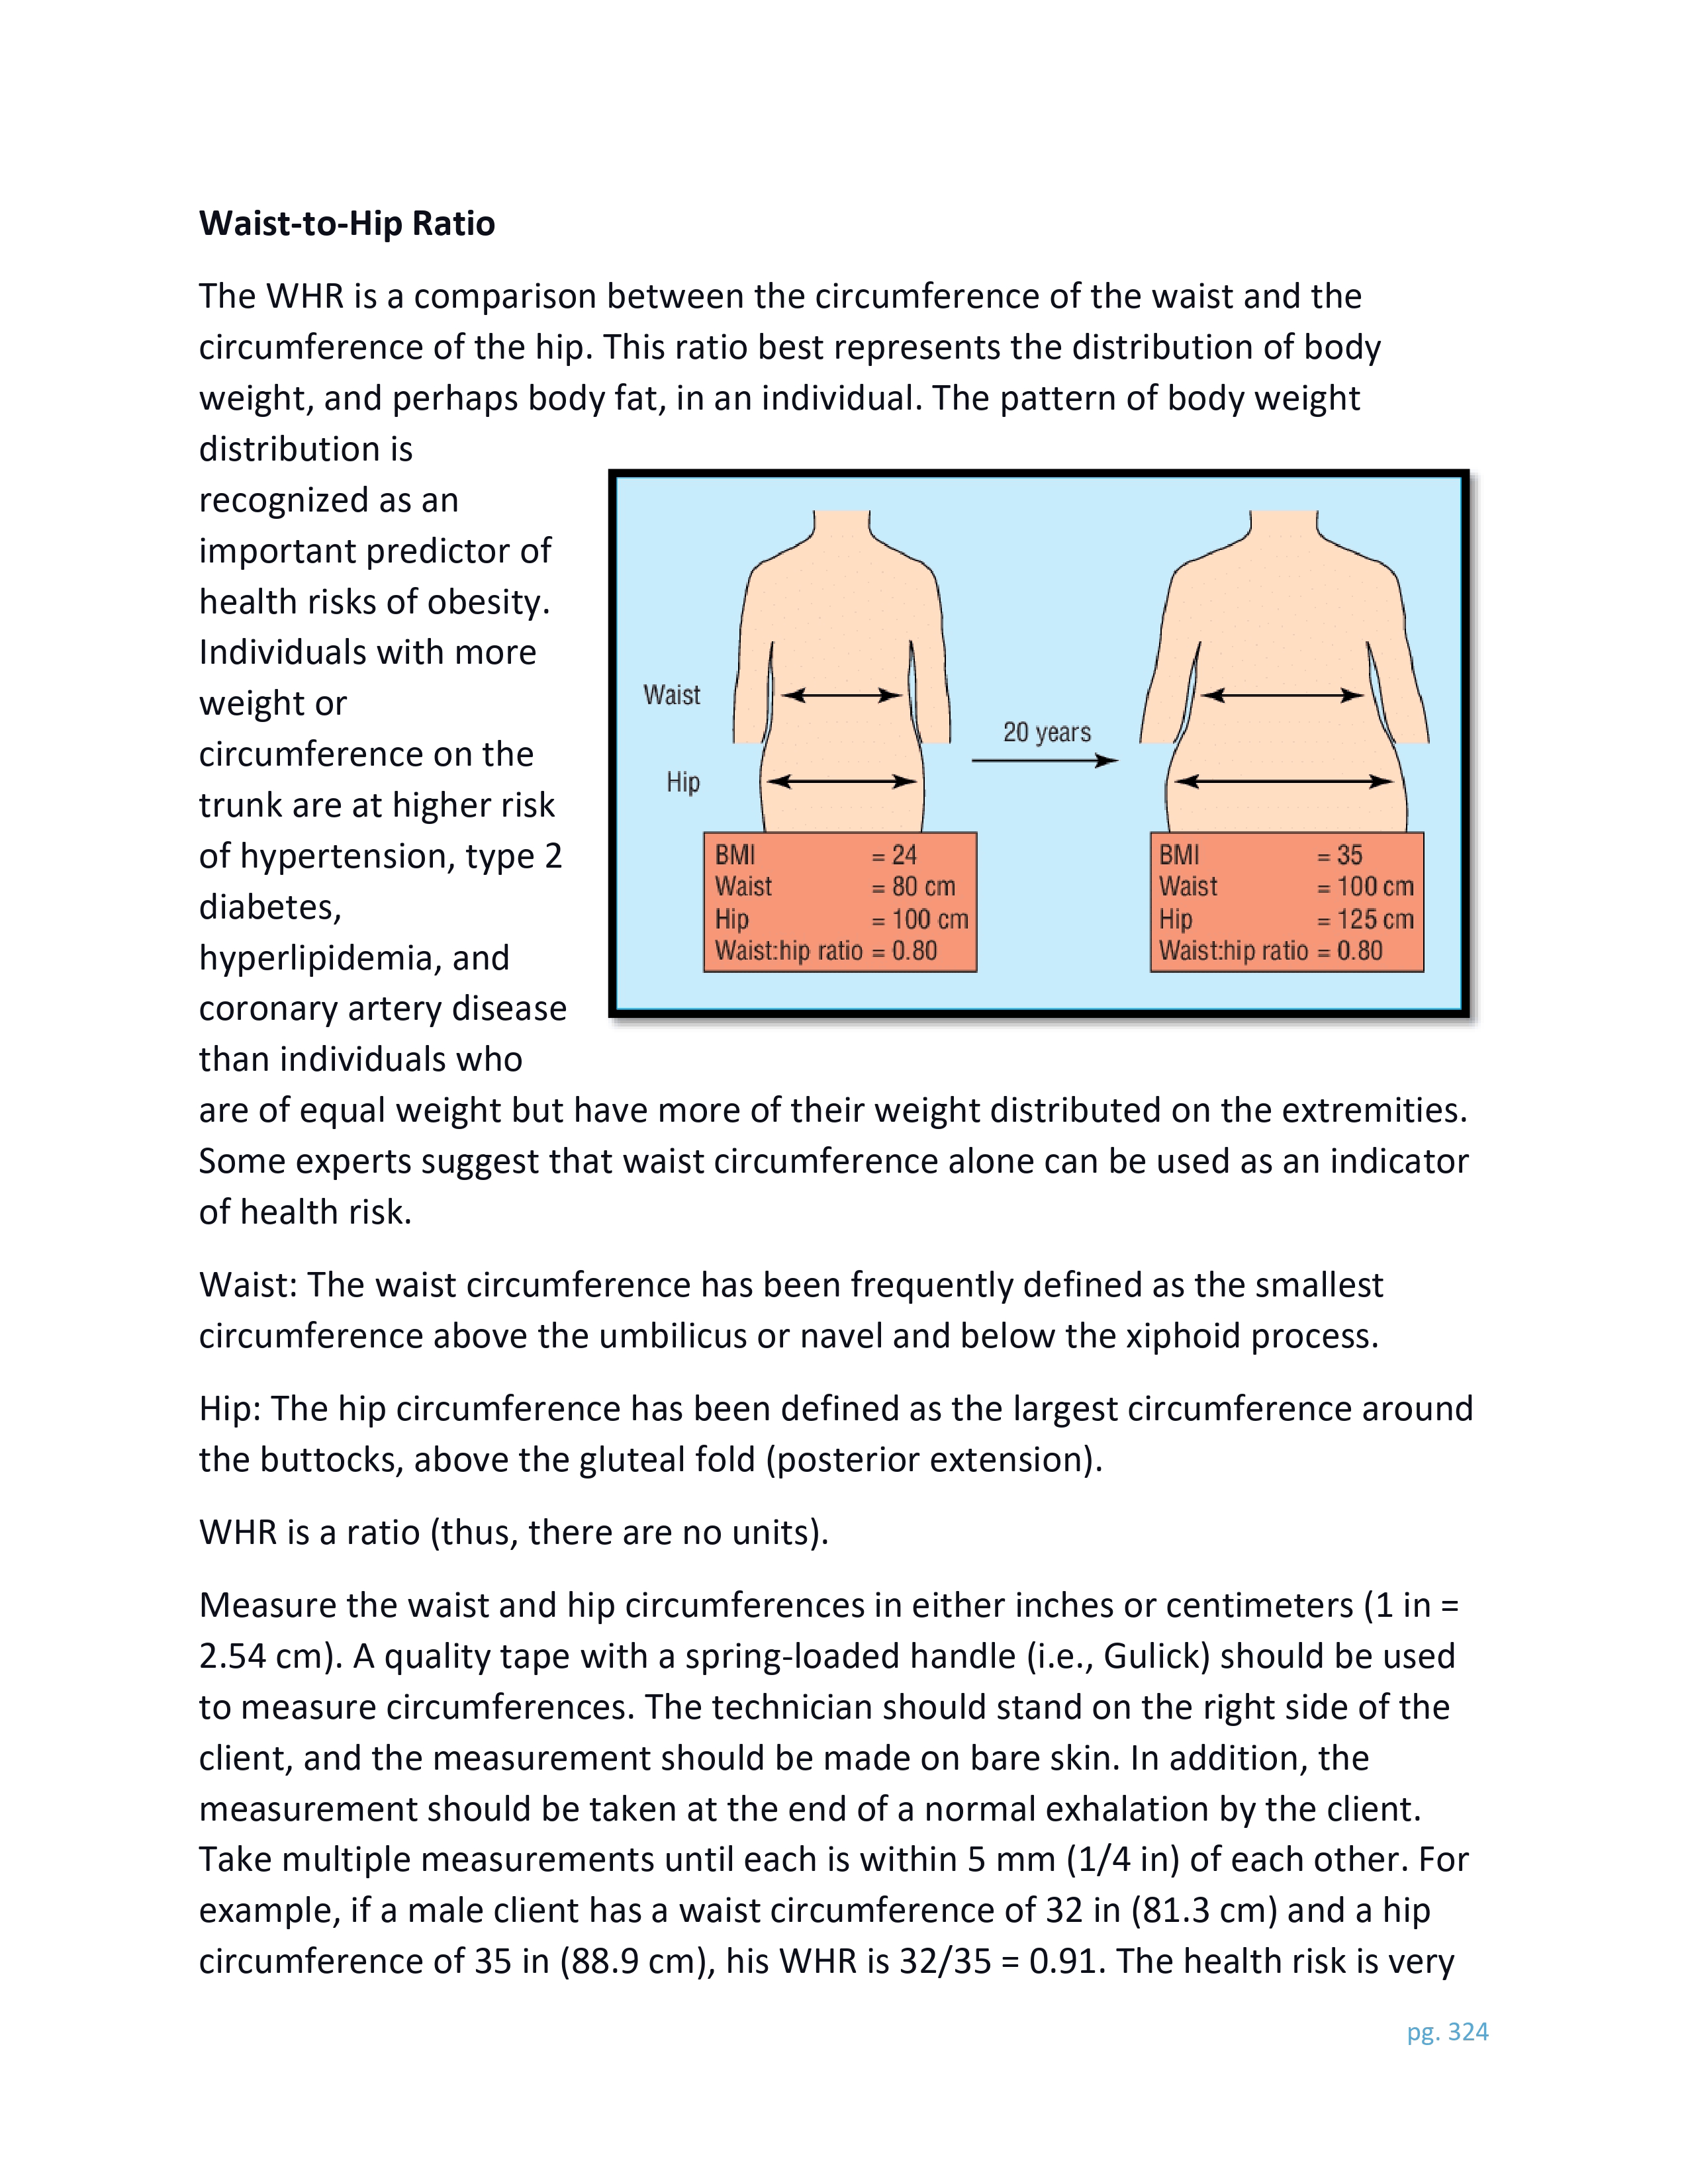 Waist-to-Hip Ratio
The WHR is a comparison between the circumference of the waist and the
circumference of the hip. This ratio best represents the distribution of body
weight, and perhaps body fat, in an individual. The pattern of body weight
distribution is
recognized as an
important predictor of
health risks of obesity.
Individuals with more
weight or
circumference on the
trunk are at higher risk
of hypertension, type 2
diabetes,
hyperlipidemia, and
coronary artery disease
than individuals who
Waist
Hip
20 years
BMI = 24
Waist = 80 cm
Hip = 100 cm
Waist:hip ratio = 0.80
BMI = 35
Waist = 100 cm
Hip = 125 cm
Waist:hip ratio = 0.80
are of equal weight but have more of their weight distributed on the extremities.
Some experts suggest that waist circumference alone can be used as an indicator
of health risk.
Waist: The waist circumference has been frequently defined as the smallest
circumference above the umbilicus or navel and below the xiphoid process.
Hip: The hip circumference has been defined as the largest circumference around
the buttocks, above the gluteal fold (posterior extension).
WHR is a ratio (thus, there are no units).
Measure the waist and hip circumferences in either inches or centimeters (1 in =
2.54 cm). A quality tape with a spring-loaded handle (i.e., Gulick) should be used
to measure circumferences. The technician should stand on the right side of the
client, and the measurement should be made on bare skin. In addition, the
measurement should be taken at the end of a normal exhalation by the client.
Take multiple measurements until each is within 5 mm (1/4 in) of each other. For
example, if a male client has a waist circumference of 32 in (81.3 cm) and a hip
circumference of 35 in (88.9 cm), his WHR is 32/35 = 0.91. The health risk is very
pg. 324